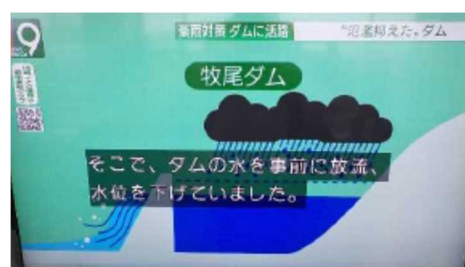 9
豪雨対策 ダムに活路
"氾濫抑えた"ダム
牧尾ダム
そこで、ダムの水を事前に放流、
水位を下げていました。